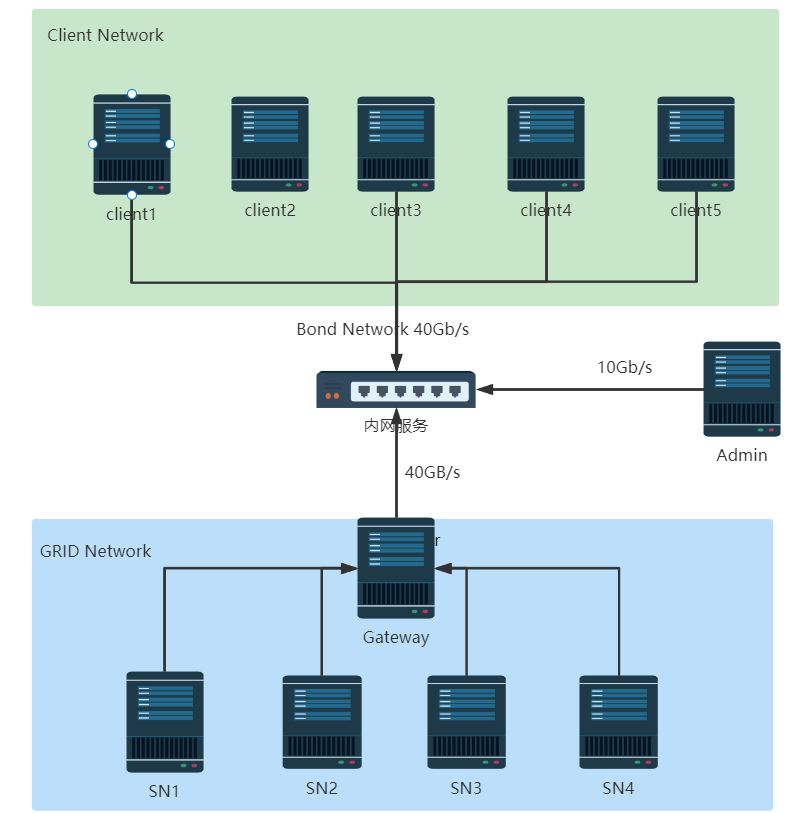 Client Network
client1
client2
client3
client4
client5
Bond Network 40Gb/s
10Gb/s
内网服务
Admin
40GB/s
GRID Network
r
Gateway
SN1
SN2
SN3
SN4